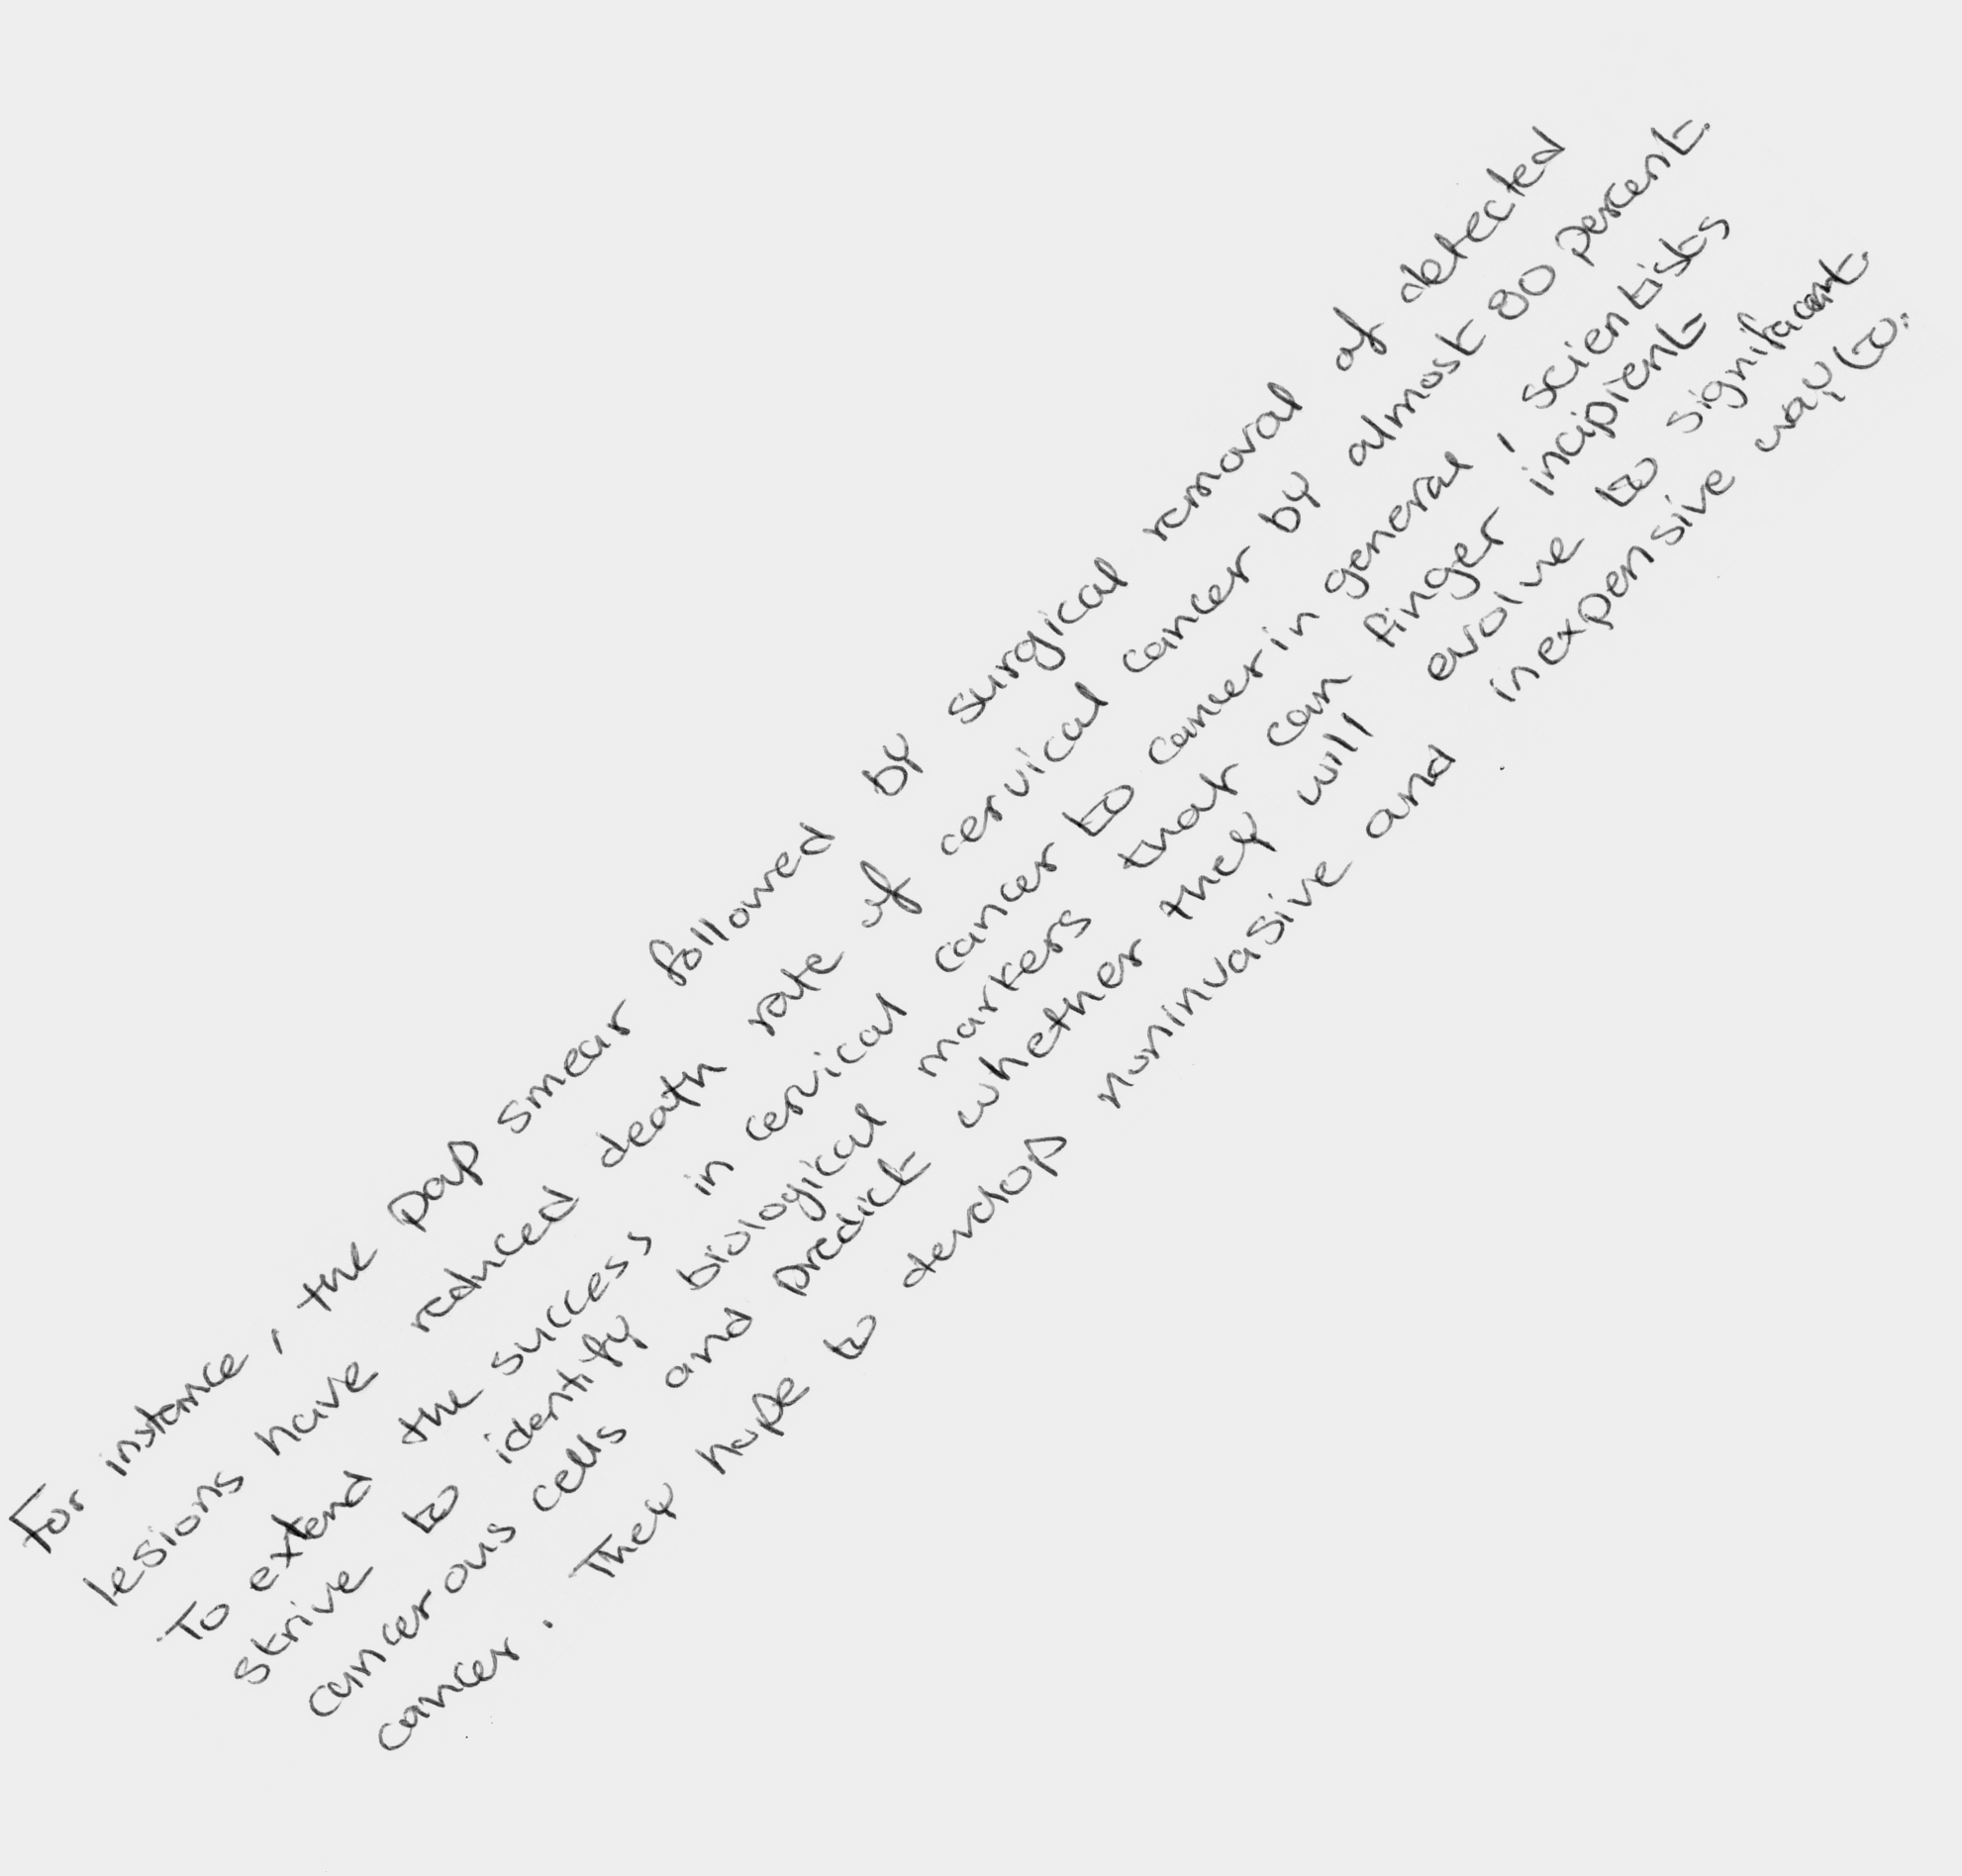 For instance, the pap smear followed by surgical removal of detected
lesions have reduced death rate of cervical cancer by almost 80 percent.
To extend the success in cervical cancer to cancer in general, scientists
strive to identify biological markers that can finger incipient
cancerous cells and predict whether they will evolve to significant
cancer. They hope to develop noninvasive and inexpensive way to.